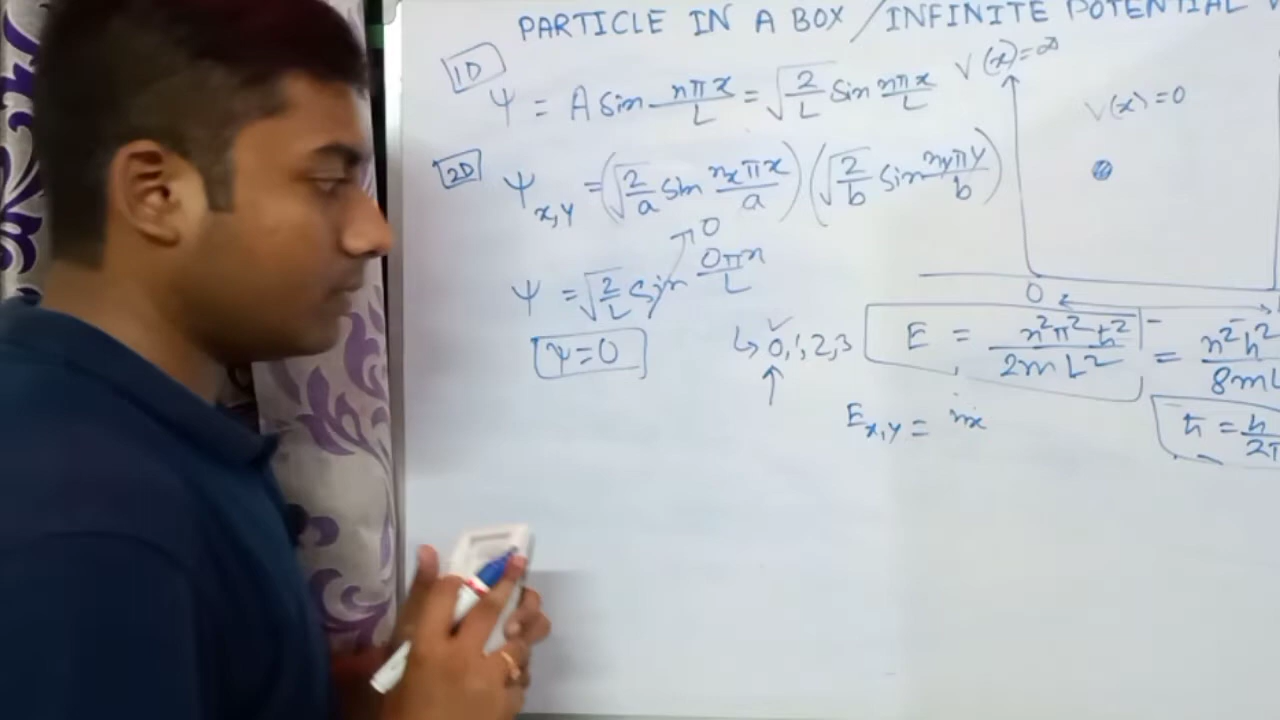 PARTICLE IN A BOX / INFINITE POTENTIAL
1D
Ψ = A Sin nπx/L = √(2/L) Sin nπx/L
V(x)=∞
V(x)=0
2D
Ψx,y = (√(2/a) Sin nxπx/a) (√(2/b) Sin nyπy/b)
0
Ψ = √(2/L) Sin 0πx/L
0
Ψ=0
↳ 0,1,2,3
E = n²π²ħ²/2mL² = n²h²/8mL
Ex,y = nx
ħ = h/2π